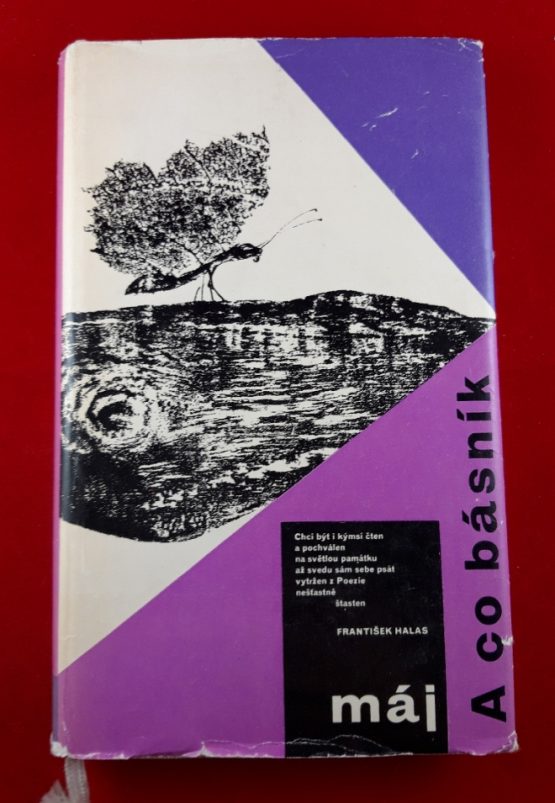 Chci být i kýmsi čten
a pochválen
na světlou památku
až svedu sám sebe psát
vytržen z Poezie
nešťastně
šťasten
FRANTIŠEK HALAS
máj
A co básník